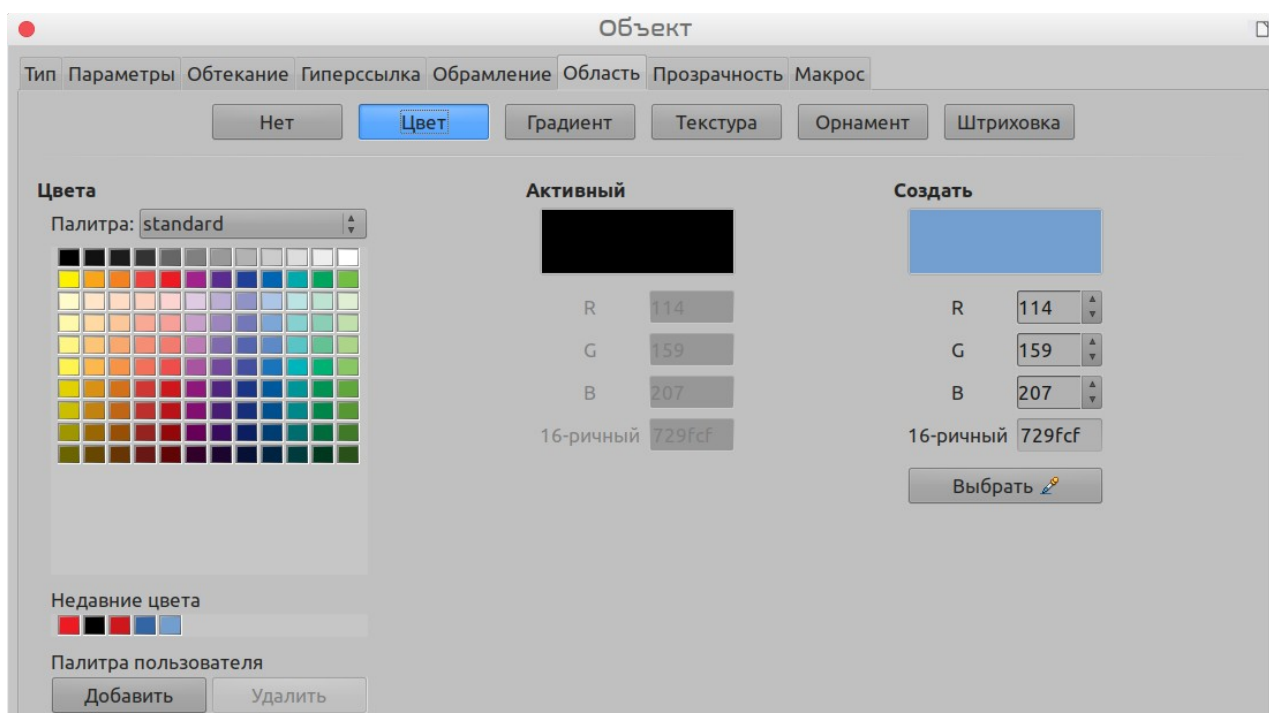 Объект
Тип Параметры Обтекание Гиперссылка Обрамление Область Прозрачность Макрос
Нет Цвет Градиент Текстура Орнамент Штриховка
Цвета Активный Создать
Палитра: standard
R 114 R 114
G 159 G 159
B 207 B 207
16-ричный 729fcf 16-ричный 729fcf
Выбрать
Недавние цвета
Палитра пользователя
Добавить Удалить